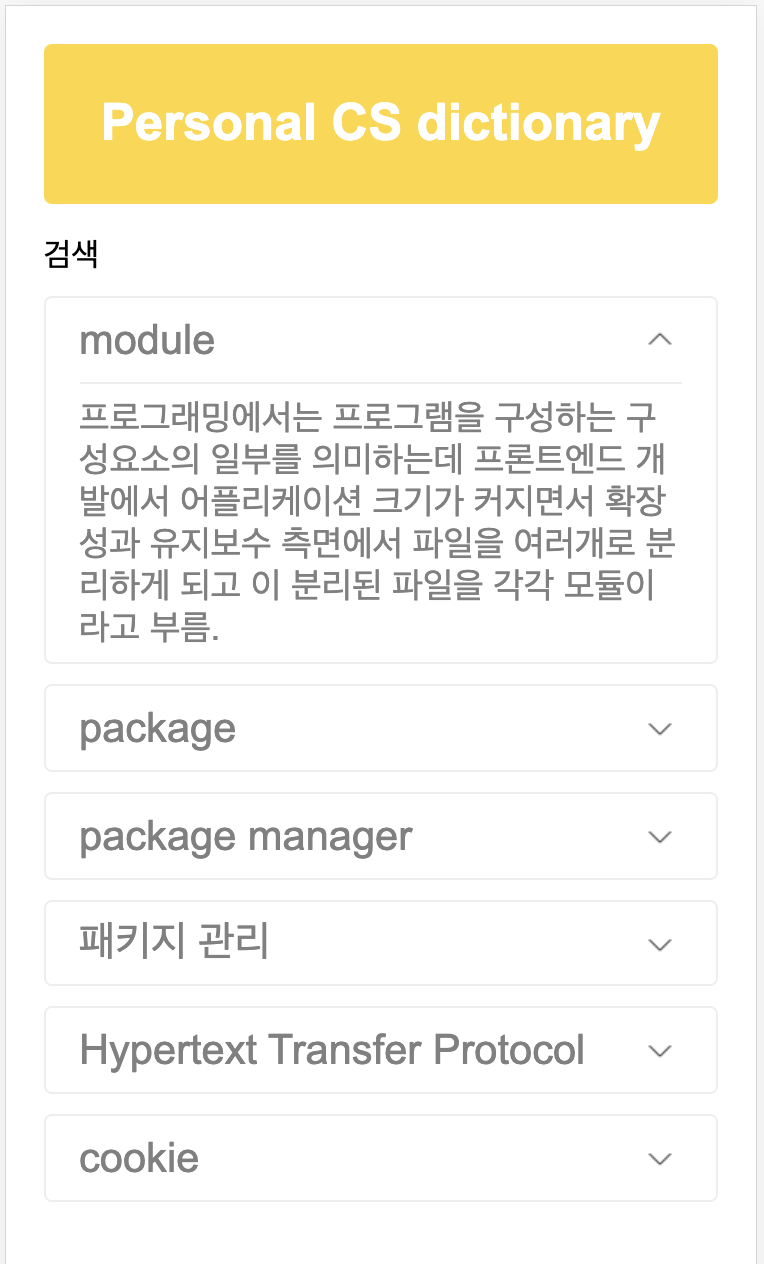 Personal CS dictionary
검색
module
프로그래밍에서는 프로그램을 구성하는 구
성요소의 일부를 의미하는데 프론트엔드 개
발에서 어플리케이션 크기가 커지면서 확장
성과 유지보수 측면에서 파일을 여러개로 분
리하게 되고 이 분리된 파일을 각각 모듈이
라고 부름.
package
package manager
패키지 관리
Hypertext Transfer Protocol
cookie